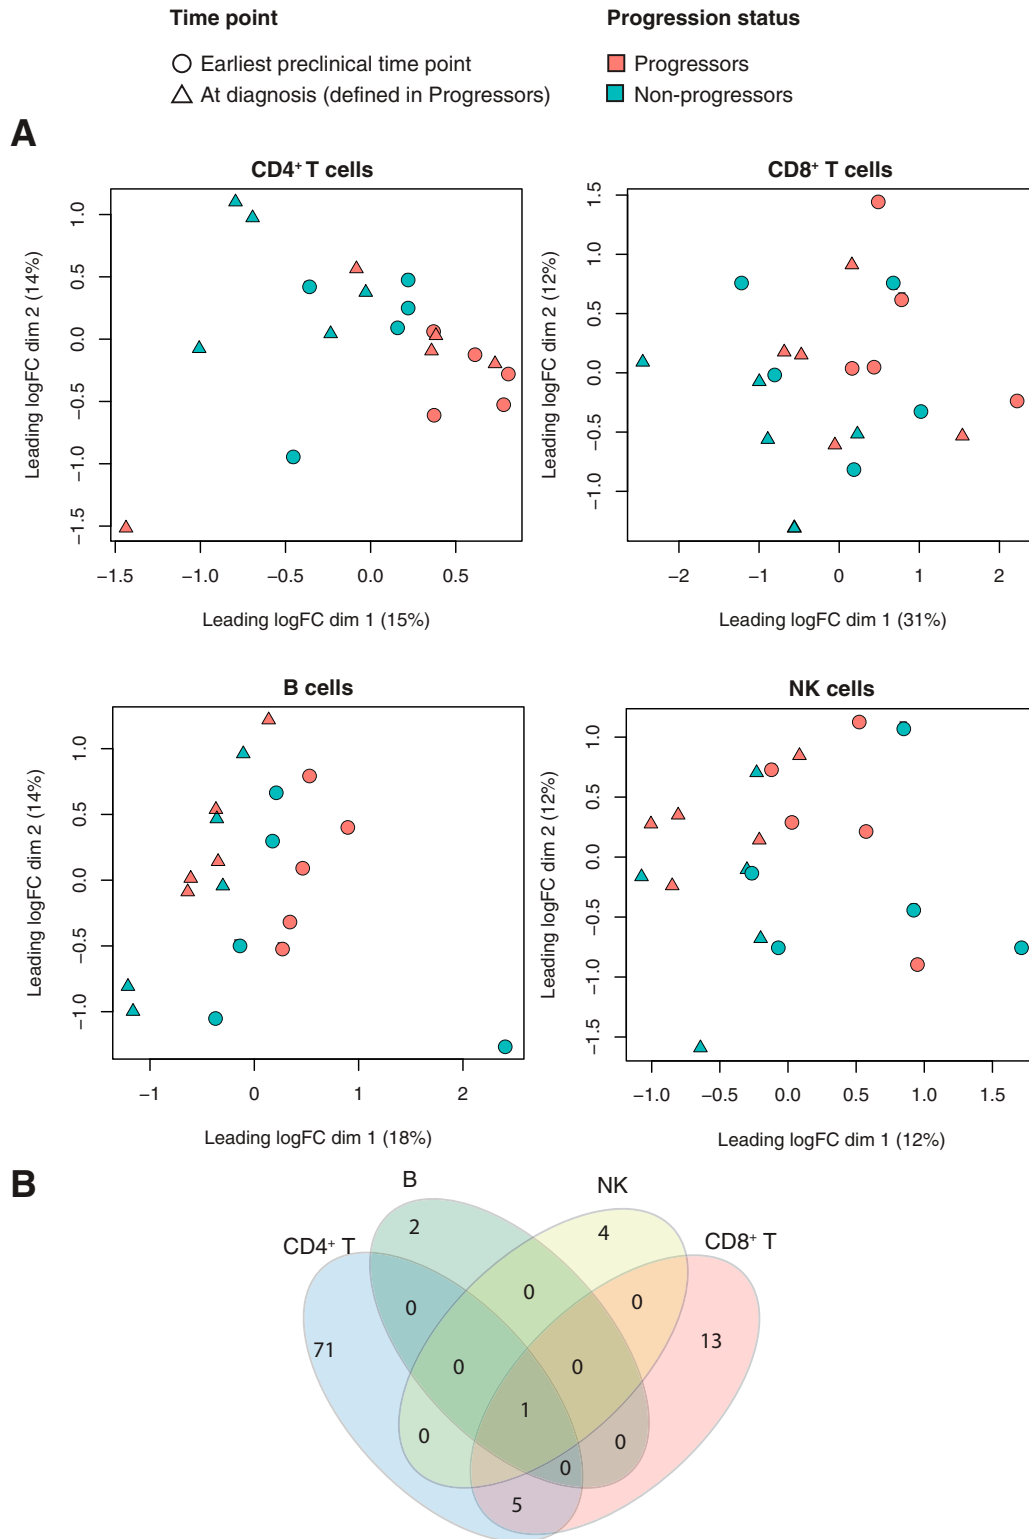 Time point
Progression status
Earliest preclinical time point
Progressors
At diagnosis (defined in Progressors)
Non-progressors
A
CD4⁺ T cells
Leading logFC dim 2 (14%)
1.0
0.5
0.0
−0.5
−1.0
−1.5
−1.5 −1.0 −0.5 0.0 0.5
Leading logFC dim 1 (15%)
CD8⁺ T cells
Leading logFC dim 2 (12%)
1.5
1.0
0.5
0.0
−0.5
−1.0
−2 −1 0 1 2
Leading logFC dim 1 (31%)
B cells
Leading logFC dim 2 (14%)
1.0
0.5
0.0
−0.5
−1.0
−1 0 1 2
Leading logFC dim 1 (18%)
NK cells
Leading logFC dim 2 (12%)
1.0
0.5
0.0
−0.5
−1.0
−1.5
−1.0 −0.5 0.0 0.5 1.0 1.5
Leading logFC dim 1 (12%)
B
B
NK
CD4⁺ T
CD8⁺ T
2
4
0
0
0
71
13
0
0
1
0
0
0
5